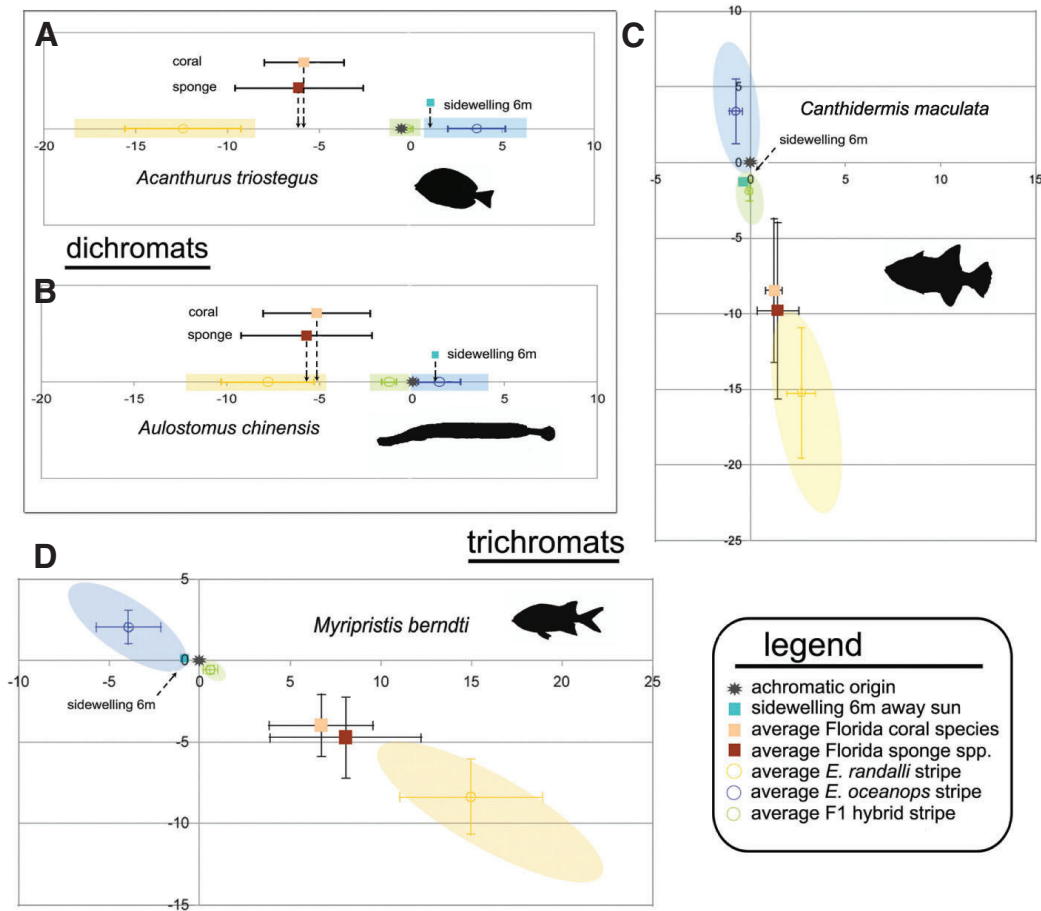 A
coral
sponge
sidewelling 6m
-20
-15
-10
-5
0
5
10
Acanthurus triostegus
dichromats
B
coral
sponge
sidewelling 6m
-20
-15
-10
-5
0
5
10
Aulostomus chinensis
C
10
5
0
-5
0
5
10
15
-5
-10
-15
-20
-25
Canthidermis maculata
sidewelling 6m
trichromats
D
5
0
-10
-5
0
5
10
15
20
25
-5
-10
-15
Myripristis berndti
sidewelling 6m
legend
achromatic origin
sidewelling 6m away sun
average Florida coral species
average Florida sponge spp.
average E. randalli stripe
average E. oceanops stripe
average F1 hybrid stripe